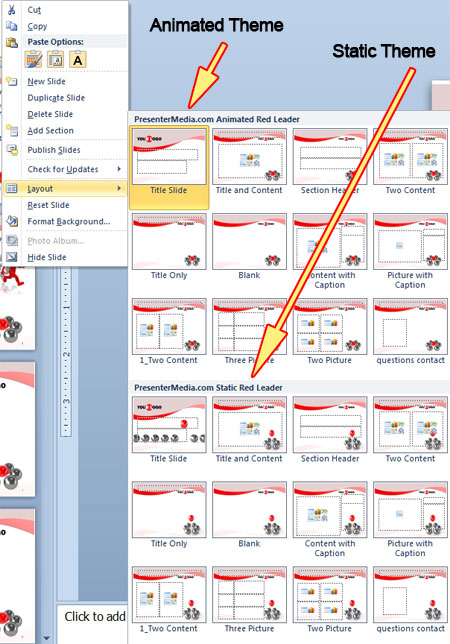 Animated Theme
Static Theme
Cut
Copy
Paste Options:
A
New Slide
Duplicate Slide
Delete Slide
Add Section
Publish Slides
Check for Updates
Layout
Reset Slide
Format Background...
Photo Album...
Hide Slide
PresenterMedia.com Animated Red Leader
Title Slide
Title and Content
Section Header
Two Content
Title Only
Blank
Content with Caption
Picture with Caption
1_Two Content
Three Picture
Two Picture
questions contact
PresenterMedia.com Static Red Leader
Title Slide
Title and Content
Section Header
Two Content
Title Only
Blank
Content with Caption
Picture with Caption
1_Two Content
Three Picture
Two Picture
questions contact
2
3
Click to add